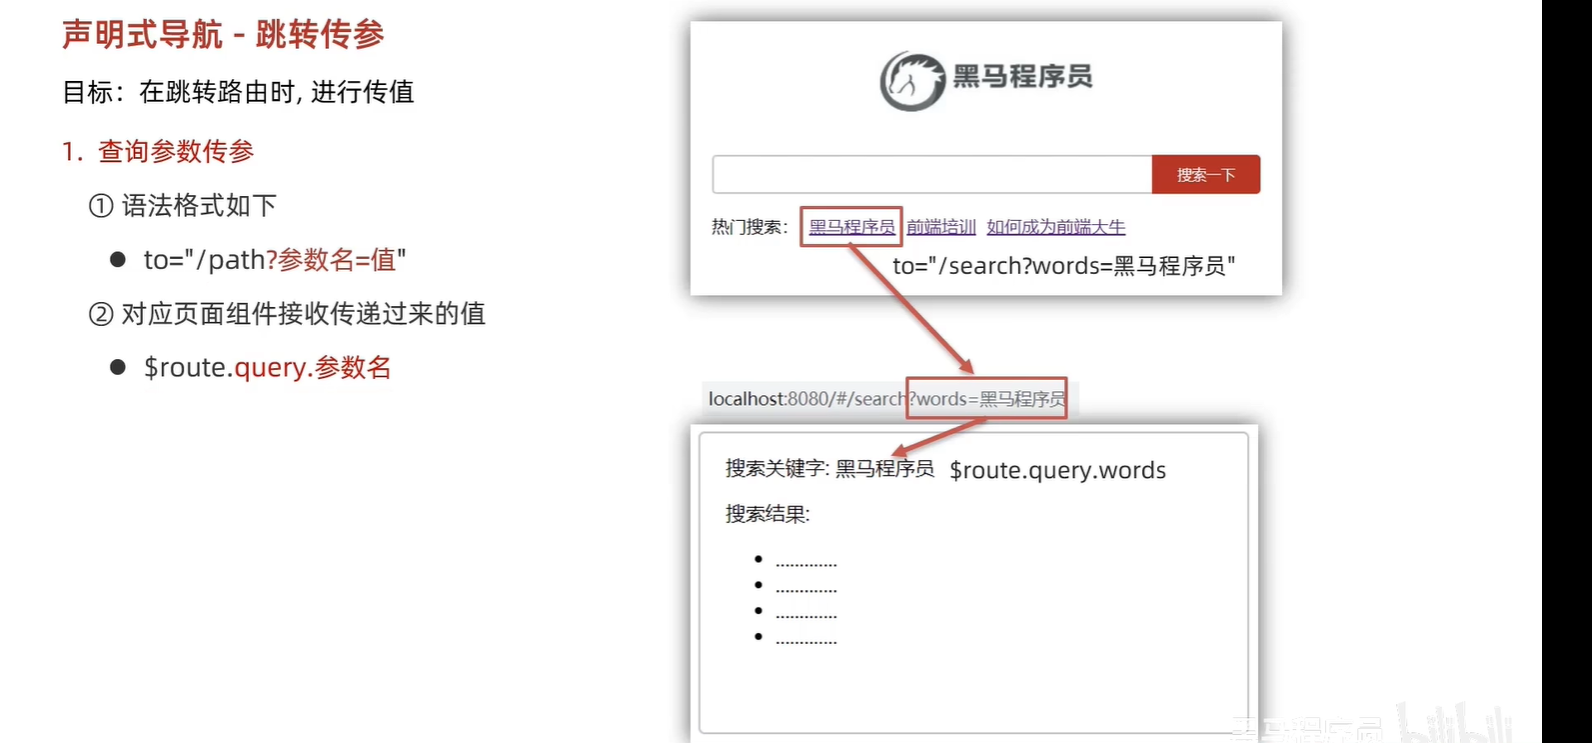 声明式导航 - 跳转传参
目标：在跳转路由时, 进行传值
1. 查询参数传参
① 语法格式如下
● to="/path?参数名=值"
② 对应页面组件接收传递过来的值
● $route.query.参数名
黑马程序员
搜索一下
热门搜索： 黑马程序员 前端培训 如何成为前端大牛
to="/search?words=黑马程序员"
localhost:8080/#/search?words=黑马程序员
搜索关键字: 黑马程序员 $route.query.words
搜索结果:
• .............
• .............
• .............
• .............
黑马程序员 bilibili